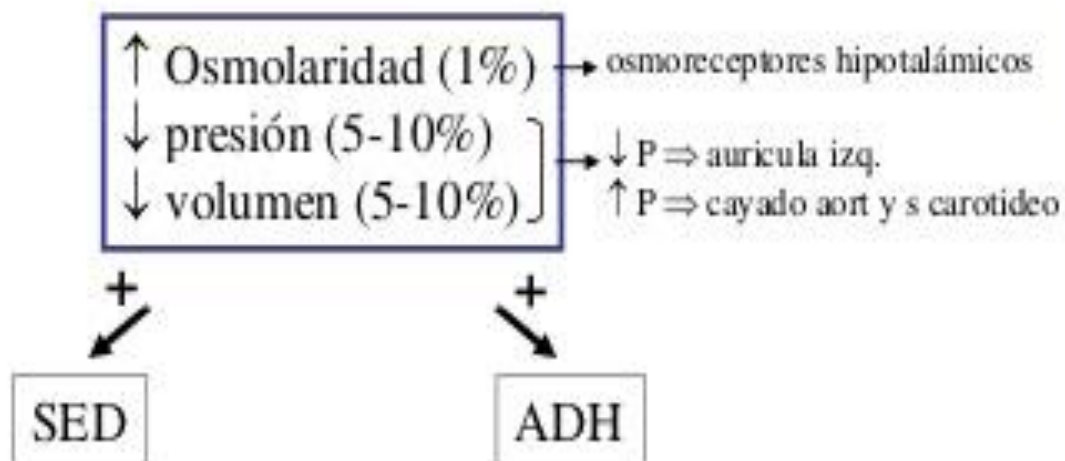 ↑ Osmolaridad (1%) → osmoreceptores hipotalámicos
↓ presión (5-10%)
↓ volumen (5-10%)
→ ↓ P ⇒ auricula izq.
↑ P ⇒ cayado aort y s carotideo
+ +
SED ADH